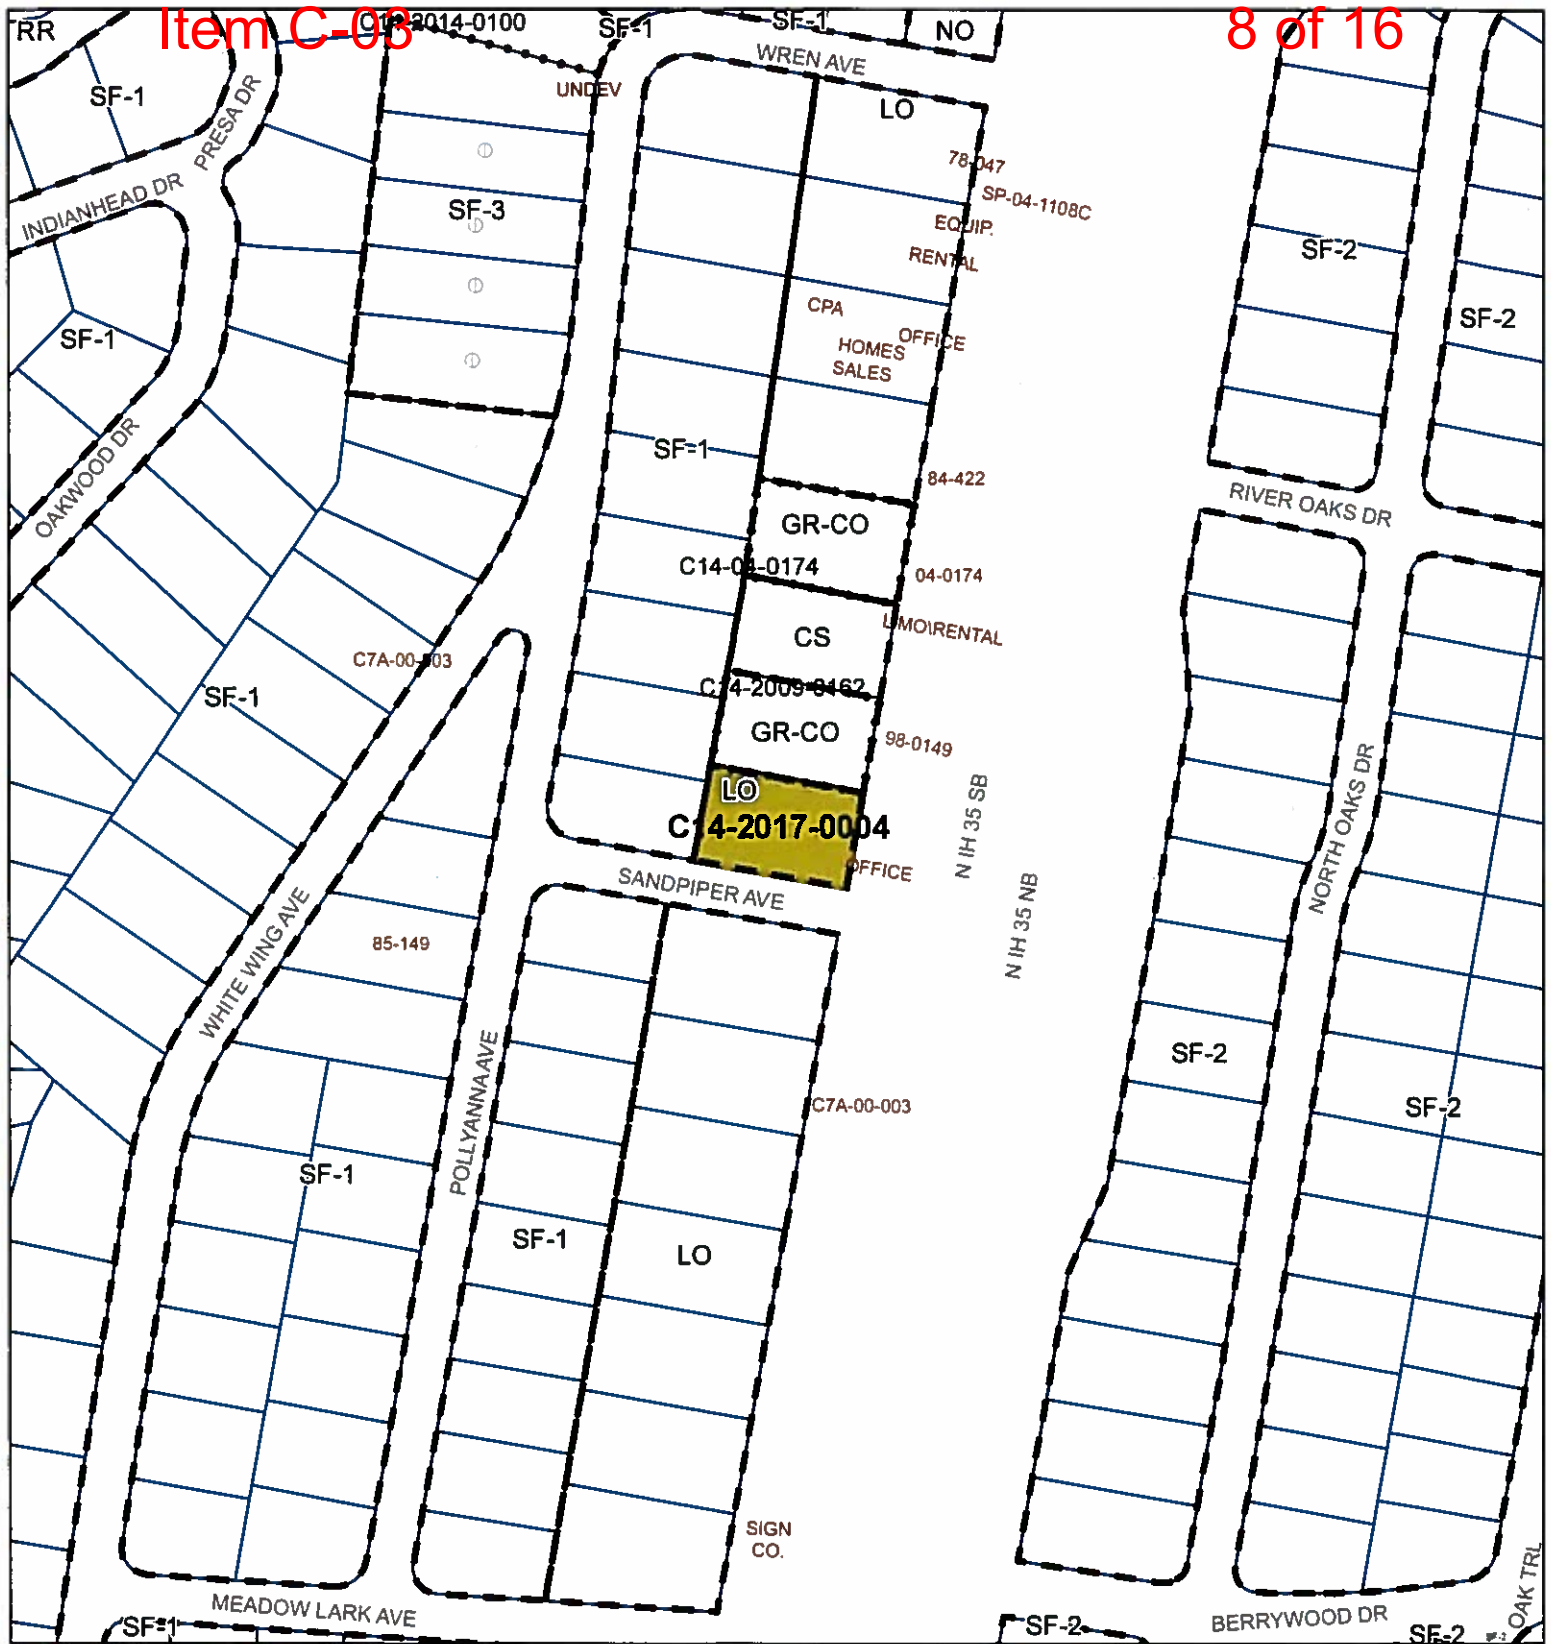 Item C-03
8 of 16
RR
C14-2014-0100
SF-1
SF-1
NO
WREN AVE
UNDEV
SF-1
PRESA DR
LO
78-047
SP-04-1108C
INDIANHEAD DR
SF-3
EQUIP.
RENTAL
SF-2
CPA
OFFICE
HOMES
SALES
SF-2
SF-1
OAKWOOD DR
SF-1
84-422
RIVER OAKS DR
GR-CO
C14-04-0174
04-0174
CS
LIMO\RENTAL
C7A-00-003
SF-1
C14-2009-0162
GR-CO
98-0149
LO
C14-2017-0004
OFFICE
N IH 35 SB
NORTH OAKS DR
SANDPIPER AVE
N IH 35 NB
85-149
WHITE WING AVE
SF-2
POLLYANNA AVE
C7A-00-003
SF-2
SF-1
SF-1
LO
SIGN
CO.
MEADOW LARK AVE
SF-1
SF-2
BERRYWOOD DR
OAK TRL
SF-2
SF-2